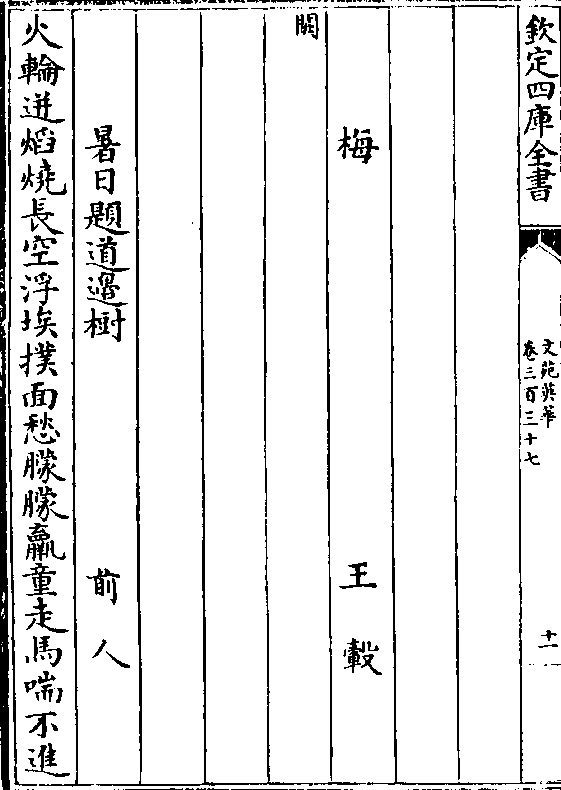 欽定四庫全書
文苑英華
卷三百三十七
十一
梅 王轂
闕
暑日題道邊樹 前人
火輪迸焰燒長空浮埃撲面愁朦朦羸童走馬喘不進